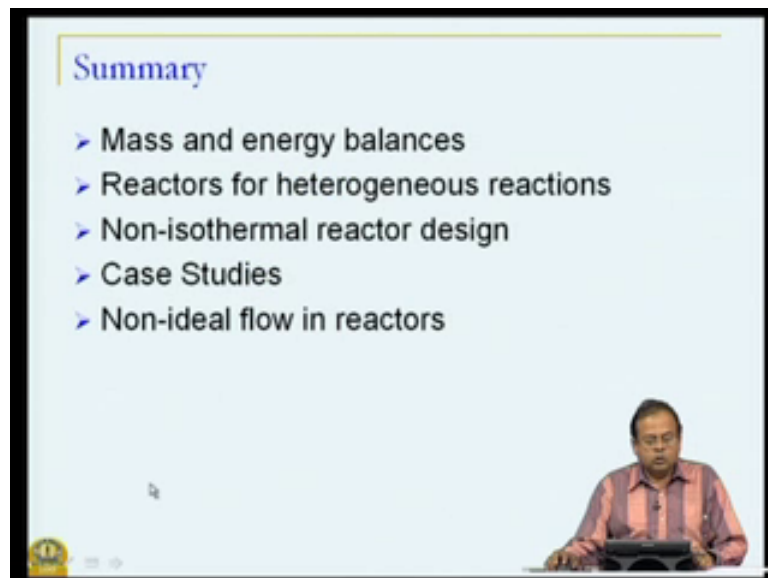 Summary
Mass and energy balances
Reactors for heterogeneous reactions
Non-isothermal reactor design
Case Studies
Non-ideal flow in reactors